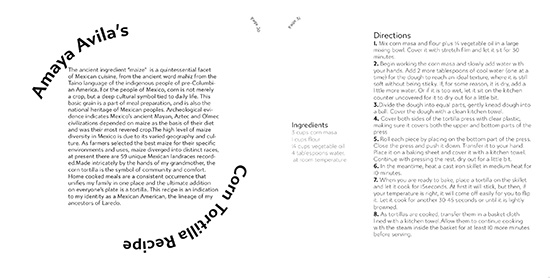 Amaya Avila's
The ancient ingredient "maize" is a quintessential facet
of Mexican cuisine, from the ancient word mahiz from the
Taino language of the indigenous people of pre-Columbi-
an America. For the people of Mexico, corn is not merely
a crop, but a deep cultural symbol tied to daily life. This
basic grain is a part of meal preparation, and is also the
national heritage of Mexican peoples. Archeological evi-
dence indicates Mexico's ancient Mayan, Aztec and Olmec
civilizations depended on maize as the basis of their diet
and was their most revered crop. The high level of maize
diversity in Mexico is due to its varied geography and cul-
ture. As farmers selected the best maize for their specific
environments and uses, maize diverged into distinct races,
at present there are 59 unique Mexican landraces record-
ed. Made intricately by the hands of my grandmother, the
corn tortilla is the symbol of community and comfort.
Home cooked meals are a consistent occurrence that
unifies my family in one place and the ultimate addition
on everyone's plate is a tortilla. This recipe is an indication
to my identity as a Mexican American, the lineage of my
ancestors of Laredo.
Corn Tortilla Recipe
Ingredients
3 cups corn masa
1 cup flour
¼ cups vegetable oil
4 tablespoons water,
at room temperature
Directions
1. Mix corn masa and flour plus ¼ vegetable oil in a large
mixing bowl. Cover it with stretch film and let it sit for 30
minutes.
2. Begin working the corn masa and slowly add water with
your hands. Add 2 more tablespoons of cool water (one at a
time) for the dough to reach an ideal texture, where it is still
soft without being sticky. If, for some reason, it is dry, add a
little more water. Or if it is too wet, let it sit on the kitchen
counter uncovered for it to dry out for a little bit.
3. Divide the dough into equal parts, gently knead dough into
a ball. Cover the dough with a clean kitchen towel.
4. Cover both sides of the tortilla press with clear plastic,
making sure it covers both the upper and bottom parts of the
press.
5. Roll each piece by placing on the bottom part of the press.
Close the press and push it down. Transfer it to your hand.
Place it on a baking sheet and cover it with a kitchen towel.
Continue with pressing the rest, dry out for a little bit.
6. In the meantime, heat a cast iron skillet in medium heat for
10 minutes.
7. When you are ready to bake, place a tortilla on the skillet
and let it cook for 15seconds. At first it will stick, but then, if
your temperature is right, it will come off easily for you to flip
it. Let it cook for another 30-45 seconds or until it is lightly
browned.
8. As tortillas are cooked, transfer them in a basket cloth
lined with a kitchen towel. Allow them to continue cooking
with the steam inside the basket for at least 10 more minutes
before serving.